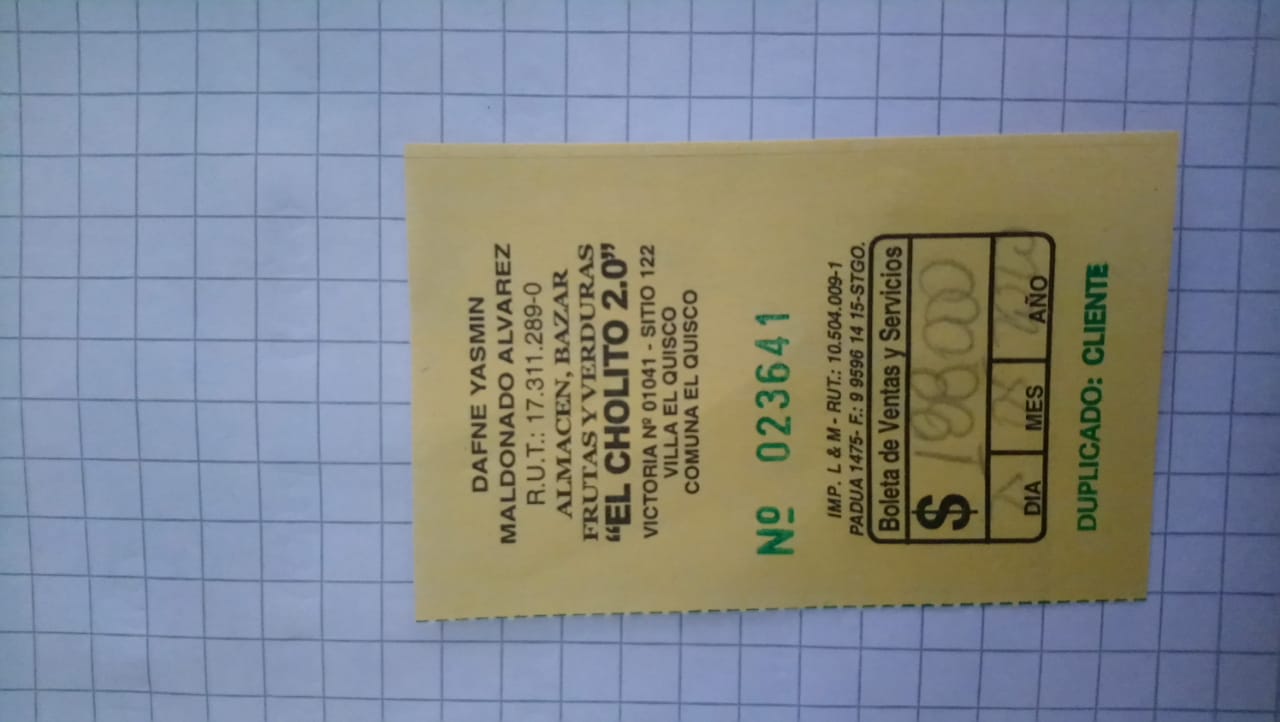 DAFNE YASMIN
MALDONADO ALVAREZ
R.U.T.: 17.311.289-0
ALMACEN, BAZAR
FRUTAS Y VERDURAS
“EL CHOLITO 2.0”
VICTORIA Nº 01041 - SITIO 122
VILLA EL QUISCO
COMUNA EL QUISCO
Nº 023641
IMP. L & M - RUT.: 10.504.009-1
PADUA 1475- F.: 9 9596 14 15-STGO.
Boleta de Ventas y Servicios
$
DIA MES AÑO
DUPLICADO: CLIENTE